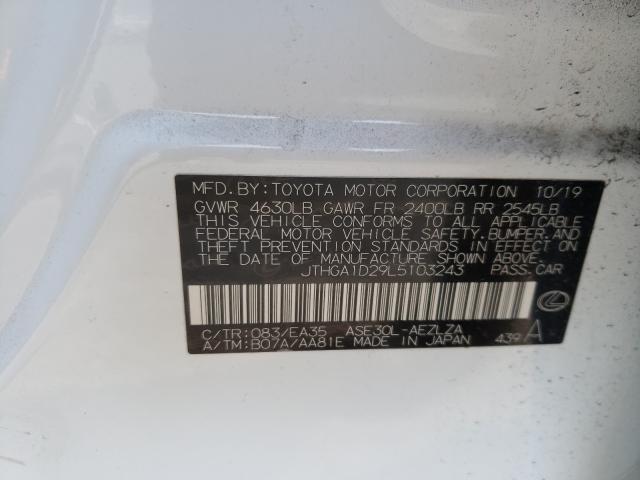 MFD.BY:TOYOTA MOTOR CORPORATION 10/19
GVWR 4630LB GAWR FR 2400LB RR 2545LB
THIS VEHICLE CONFORMS TO ALL APPLICABLE
FEDERAL MOTOR VEHICLE SAFETY,BUMPER,AND
THEFT PREVENTION STANDARDS IN EFFECT ON THE
DATE OF MANUFACTURE SHOWN ABOVE.
JTHGA1D29L5103243 PASS.CAR
C/TR:083/EA35 ASE30L-AEZLZA
A/TM:B07A/AA81E MADE IN JAPAN 439 A